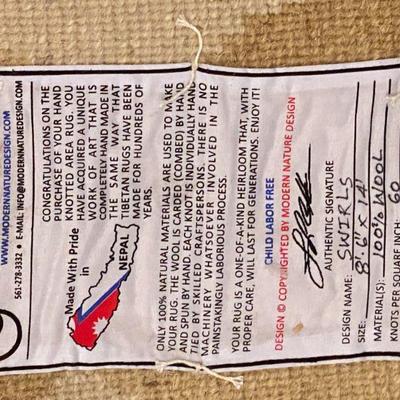 WWW.MODERNNATUREDESIGN.COM
561-278-3332 • E-MAIL: INFO@MODERNNATUREDESIGN.COM
CONGRATULATIONS ON THE
PURCHASE OF YOUR HAND
KNOTTED AREA RUG. YOU
HAVE ACQUIRED A UNIQUE
WORK OF ART THAT IS
COMPLETELY HAND MADE IN
THE SAME WAY THAT
TIBETAN RUGS HAVE BEEN
MADE FOR HUNDREDS OF
YEARS.
Made With Pride
in
NEPAL
ONLY 100% NATURAL MATERIALS ARE USED TO MAKE
YOUR RUG. THE WOOL IS CARDED (COMBED) BY HAND
AND SPUN BY HAND. EACH KNOT IS INDIVIDUALLY HAND
TIED BY SKILLED CRAFTSPERSONS. THERE IS NO
MACHINERY WHATSOEVER INVOLVED IN THE
PAINSTAKINGLY LABORIOUS PROCESS.
YOUR RUG IS A ONE-OF-A-KIND HEIRLOOM THAT, WITH
PROPER CARE, WILL LAST FOR GENERATIONS. ENJOY IT!
CHILD LABOR FREE
DESIGN © COPYRIGHTED BY MODERN NATURE DESIGN
AUTHENTIC SIGNATURE
DESIGN NAME: SWIRLS
SIZE: 8'6" X 14'
MATERIAL(S): 100% WOOL
KNOTS PER SQUARE INCH: 60